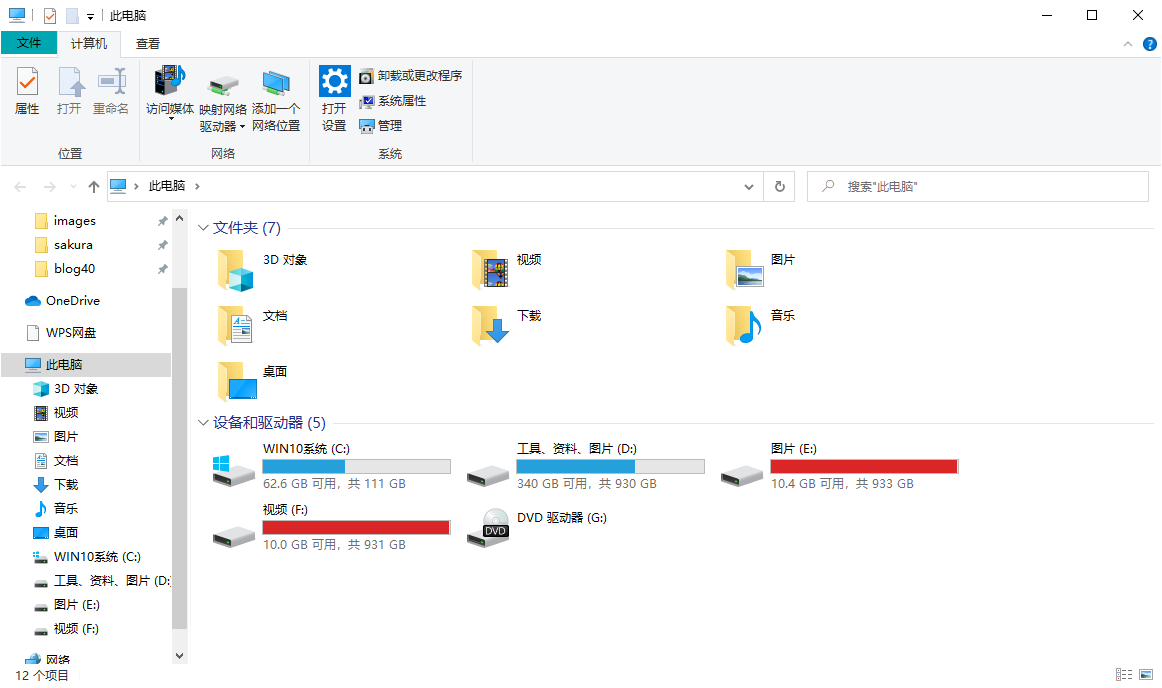 此电脑
文件 计算机 查看
属性 打开 重命名 访问媒体 映射网络驱动器 添加一个网络位置 打开设置 卸载或更改程序
系统属性
管理
位置 网络 系统
此电脑 搜索"此电脑"
images
sakura
blog40
OneDrive
WPS网盘
此电脑
3D 对象
视频
图片
文档
下载
音乐
桌面
WIN10系统 (C:)
工具、资料、图片 (D:)
图片 (E:)
视频 (F:)
网络
文件夹 (7)
3D 对象 视频 图片
文档 下载 音乐
桌面
设备和驱动器 (5)
WIN10系统 (C:)
62.6 GB 可用，共 111 GB
工具、资料、图片 (D:)
340 GB 可用，共 930 GB
图片 (E:)
10.4 GB 可用，共 933 GB
视频 (F:)
10.0 GB 可用，共 931 GB
DVD
DVD 驱动器 (G:)
12 个项目